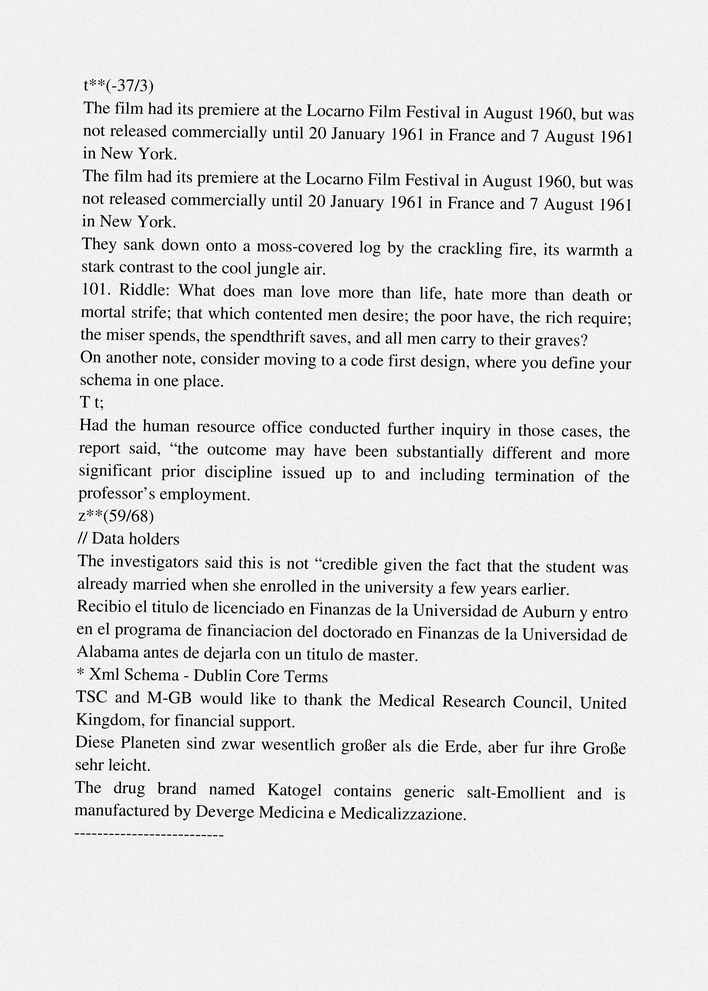 t**(-37/3)
The film had its premiere at the Locarno Film Festival in August 1960, but was
not released commercially until 20 January 1961 in France and 7 August 1961
in New York.
The film had its premiere at the Locarno Film Festival in August 1960, but was
not released commercially until 20 January 1961 in France and 7 August 1961
in New York.
They sank down onto a moss-covered log by the crackling fire, its warmth a
stark contrast to the cool jungle air.
101. Riddle: What does man love more than life, hate more than death or
mortal strife; that which contented men desire; the poor have, the rich require;
the miser spends, the spendthrift saves, and all men carry to their graves?
On another note, consider moving to a code first design, where you define your
schema in one place.
T t;
Had the human resource office conducted further inquiry in those cases, the
report said, “the outcome may have been substantially different and more
significant prior discipline issued up to and including termination of the
professor’s employment.
z**(59/68)
// Data holders
The investigators said this is not “credible given the fact that the student was
already married when she enrolled in the university a few years earlier.
Recibio el titulo de licenciado en Finanzas de la Universidad de Auburn y entro
en el programa de financiacion del doctorado en Finanzas de la Universidad de
Alabama antes de dejarla con un titulo de master.
* Xml Schema - Dublin Core Terms
TSC and M-GB would like to thank the Medical Research Council, United
Kingdom, for financial support.
Diese Planeten sind zwar wesentlich großer als die Erde, aber fur ihre Große
sehr leicht.
The drug brand named Katogel contains generic salt-Emollient and is
manufactured by Deverge Medicina e Medicalizzazione.
--------------------------